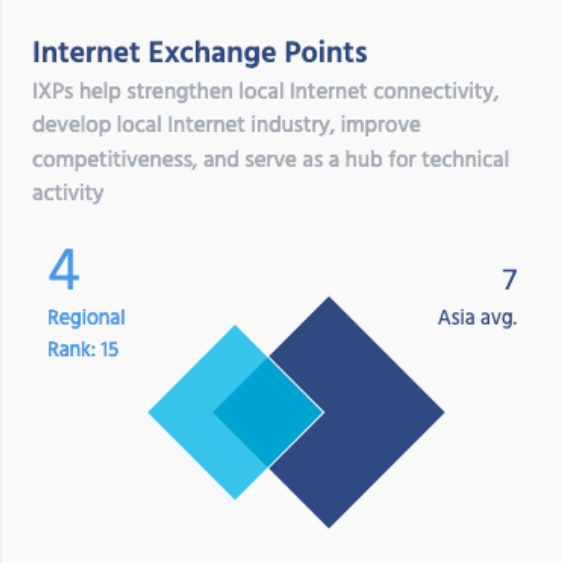 Internet Exchange Points
IXPs help strengthen local Internet connectivity,
develop local Internet industry, improve
competitiveness, and serve as a hub for technical
activity
4
Regional
Rank: 15
7
Asia avg.